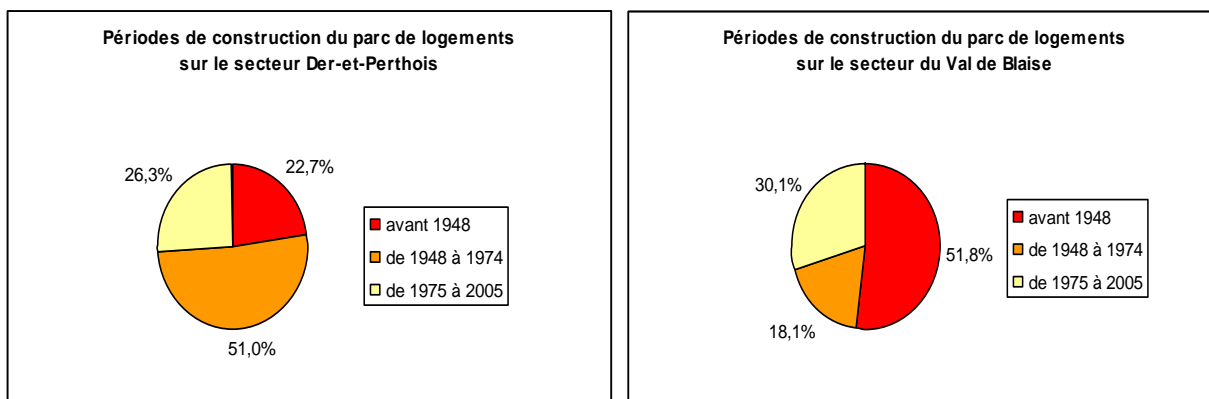 Périodes de construction du parc de logements
sur le secteur Der-et-Perthois
26,3%
22,7%
avant 1948
de 1948 à 1974
de 1975 à 2005
51,0%
Périodes de construction du parc de logements
sur le secteur du Val de Blaise
30,1%
51,8%
18,1%
avant 1948
de 1948 à 1974
de 1975 à 2005